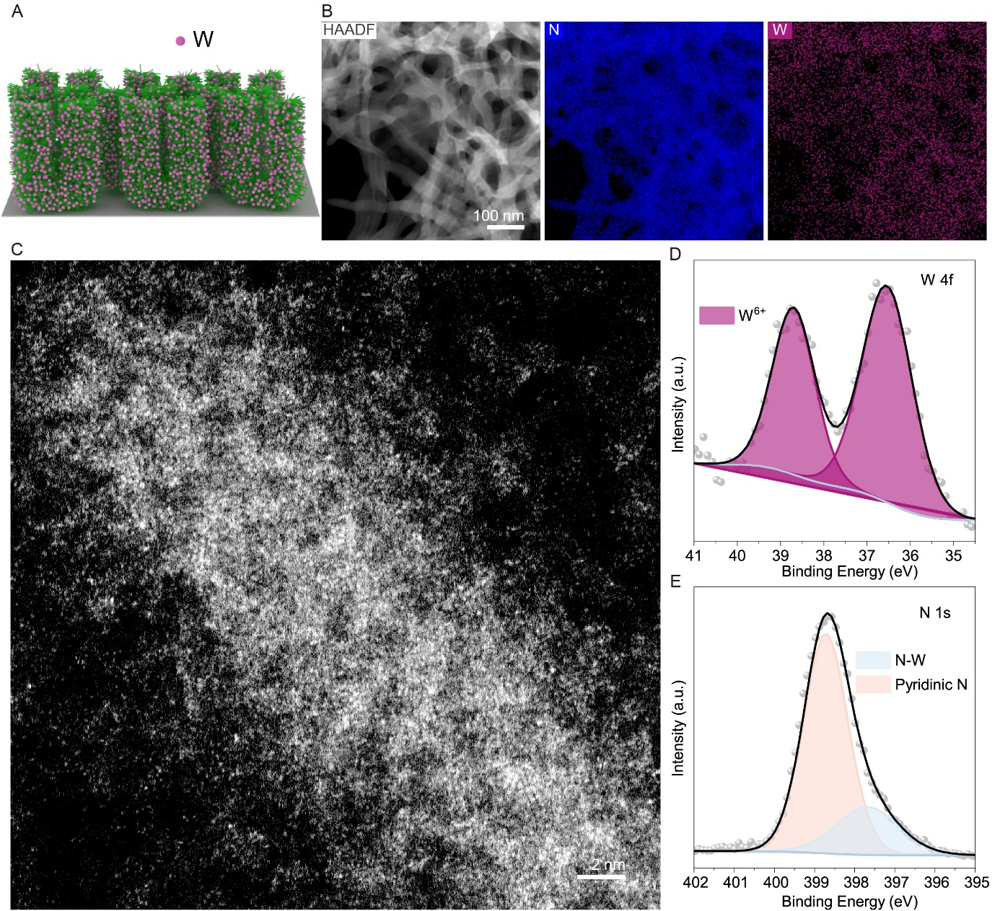 A
W
B
HAADF
N
W
100 nm
C
2 nm
D
W 4f
W⁶⁺
Intensity (a.u.)
41 40 39 38 37 36 35
Binding Energy (eV)
E
N 1s
N-W
Pyridinic N
Intensity (a.u.)
402 401 400 399 398 397 396 395
Binding Energy (eV)